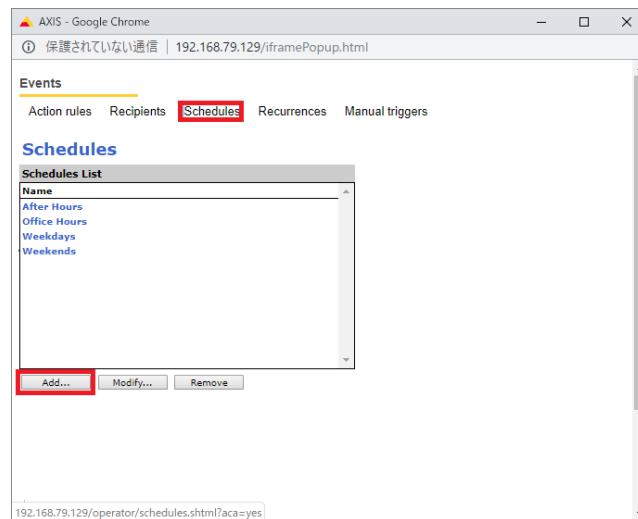 AXIS - Google Chrome
保護されていない通信 | 192.168.79.129/iframePopup.html
Events
Action rules Recipients Schedules Recurrences Manual triggers
Schedules
Schedules List
Name
After Hours
Office Hours
Weekdays
Weekends
Add... Modify... Remove
192.168.79.129/operator/schedules.shtml?aca=yes